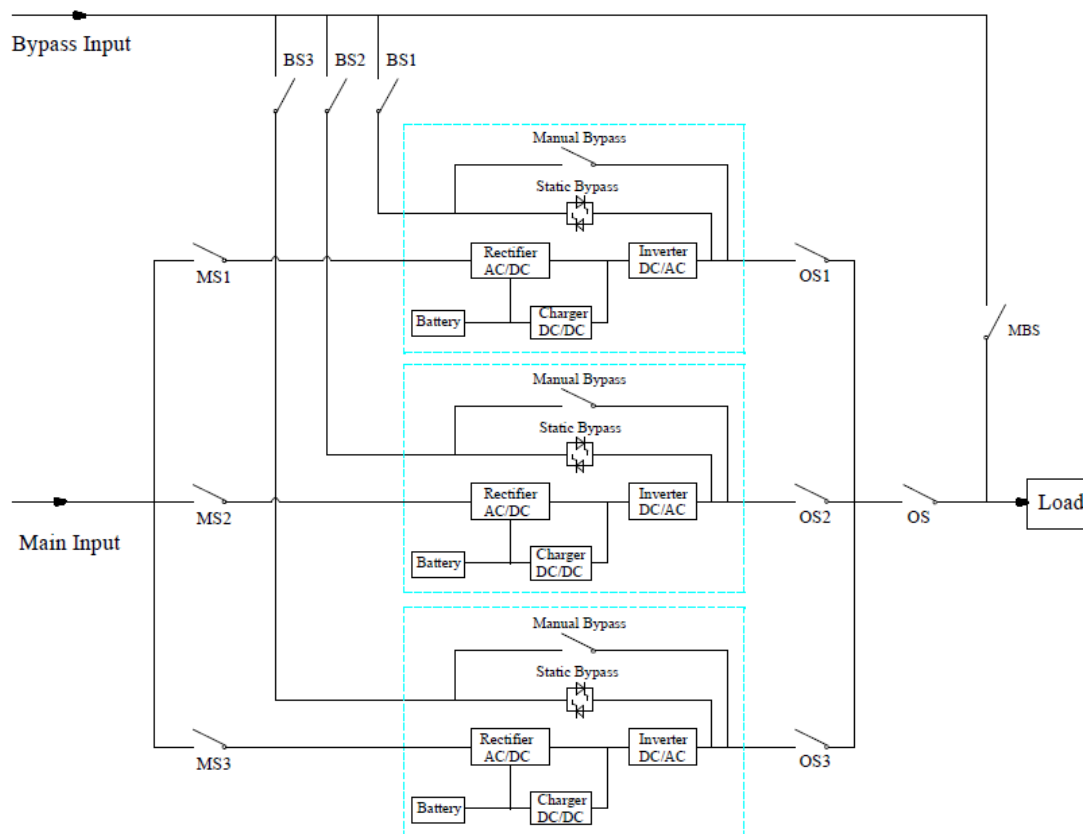 Bypass Input
BS3
BS2
BS1
Manual Bypass
Static Bypass
MS1
Rectifier
AC/DC
Inverter
DC/AC
OS1
Battery
Charger
DC/DC
MBS
Manual Bypass
Static Bypass
Main Input
MS2
Rectifier
AC/DC
Inverter
DC/AC
OS2
OS
Load
Battery
Charger
DC/DC
Manual Bypass
Static Bypass
MS3
Rectifier
AC/DC
Inverter
DC/AC
OS3
Battery
Charger
DC/DC